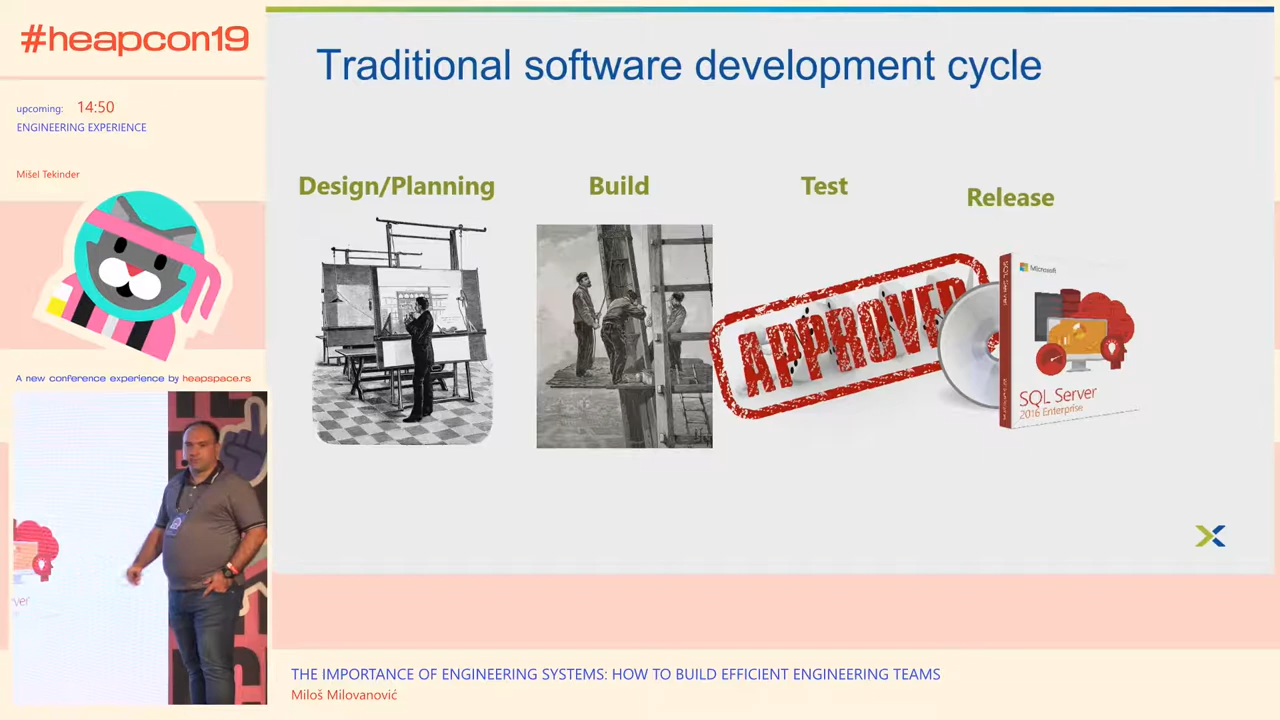 #heapcon19
upcoming: 14:50
ENGINEERING EXPERIENCE
Mišel Tekinder
A new conference experience by heapspace.rs
Traditional software development cycle
Design/Planning
Build
Test
Release
APPROVED
Microsoft
SQL Server
2016 Enterprise
THE IMPORTANCE OF ENGINEERING SYSTEMS: HOW TO BUILD EFFICIENT ENGINEERING TEAMS
Miloš Milovanović